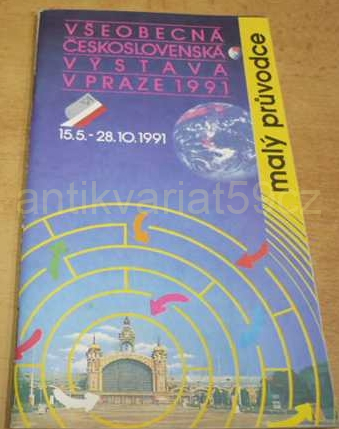 VŠEOBECNÁ
ČESKOSLOVENSKÁ
VÝSTAVA
V PRAZE 1991
15.5. - 28.10.1991
malý průvodce
antikvariat59.cz